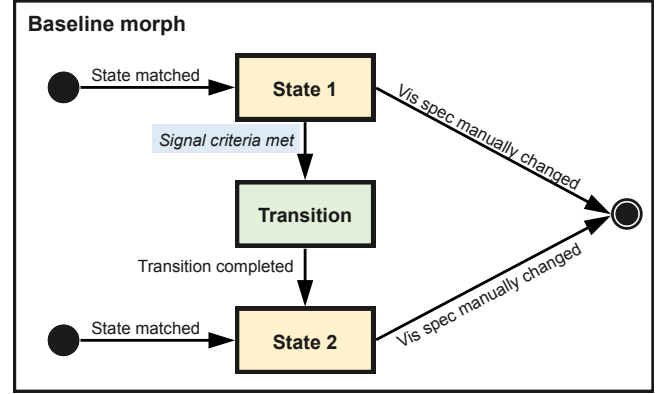 Baseline morph
State matched
State 1
Vis spec manually changed
Signal criteria met
Transition
Transition completed
Vis spec manually changed
State matched
State 2